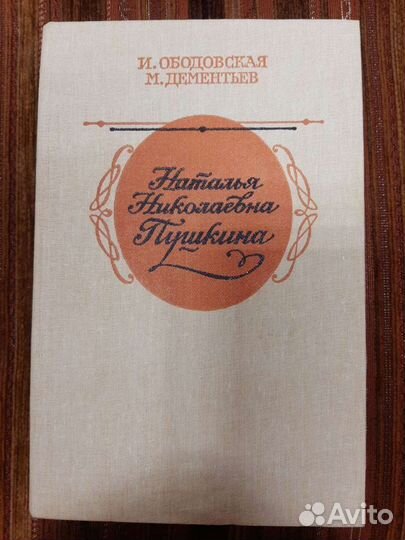 И. ОБОДОВСКАЯ
М. ДЕМЕНТЬЕВ
Наталья
Николаевна
Пушкина
Avito